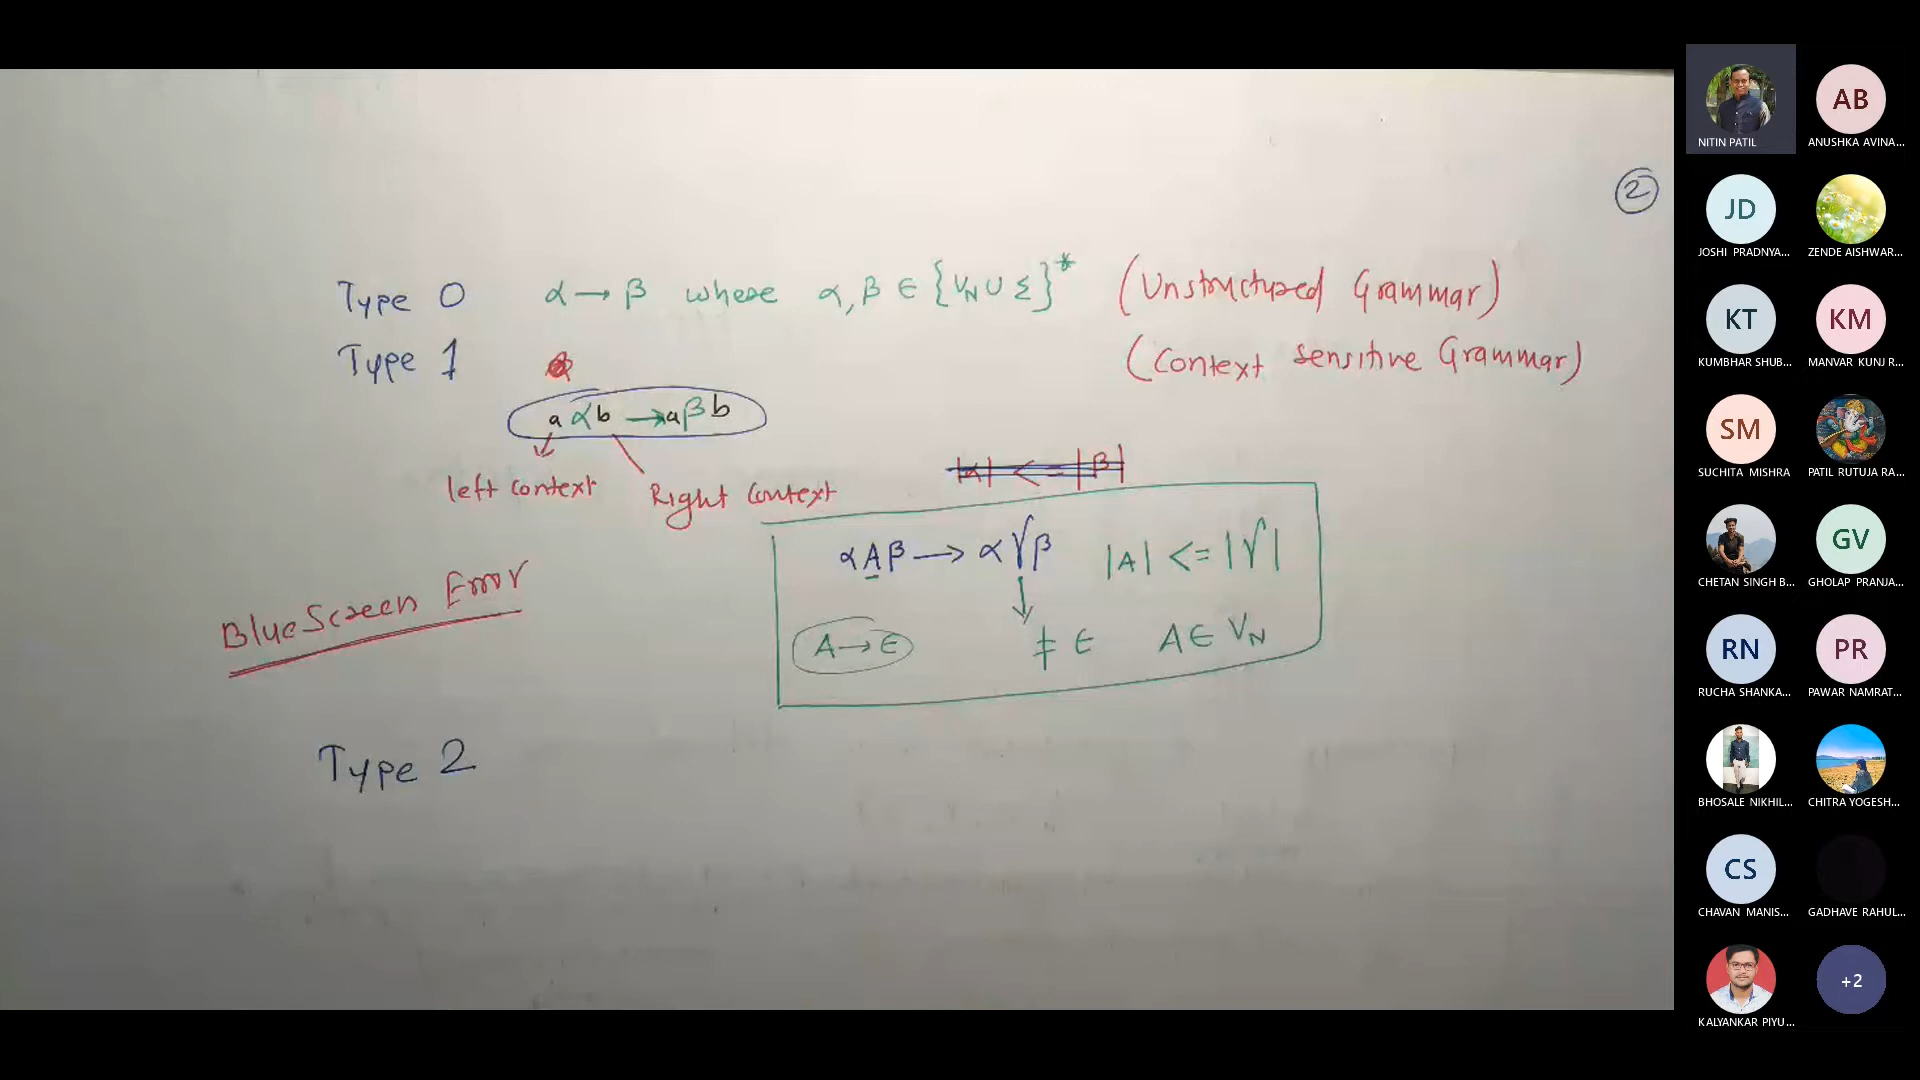 2
Type 0 α → β where α, β ∈ {VN ∪ Σ}* (Unstructured Grammar)
Type 1 (Context Sensitive Grammar)
a α b → a β b
|α| <= |β|
left context Right Context
α A β → α γ β |A| <= |γ|
BlueScreen Error
A → ∈ ≠ ∈ A ∈ VN
Type 2
NITIN PATIL
AB
ANUSHKA AVINA...
JD
JOSHI PRADNYA...
ZENDE AISHWAR...
KT
KUMBHAR SHUB...
KM
MANVAR KUNJ R...
SM
SUCHITA MISHRA
PATIL RUTUJA RA...
CHETAN SINGH B...
GV
GHOLAP PRANJA...
RN
RUCHA SHANKA...
PR
PAWAR NAMRAT...
BHOSALE NIKHIL...
CHITRA YOGESH...
CS
CHAVAN MANIS...
GADHAVE RAHUL...
KALYANKAR PIYU...
+2